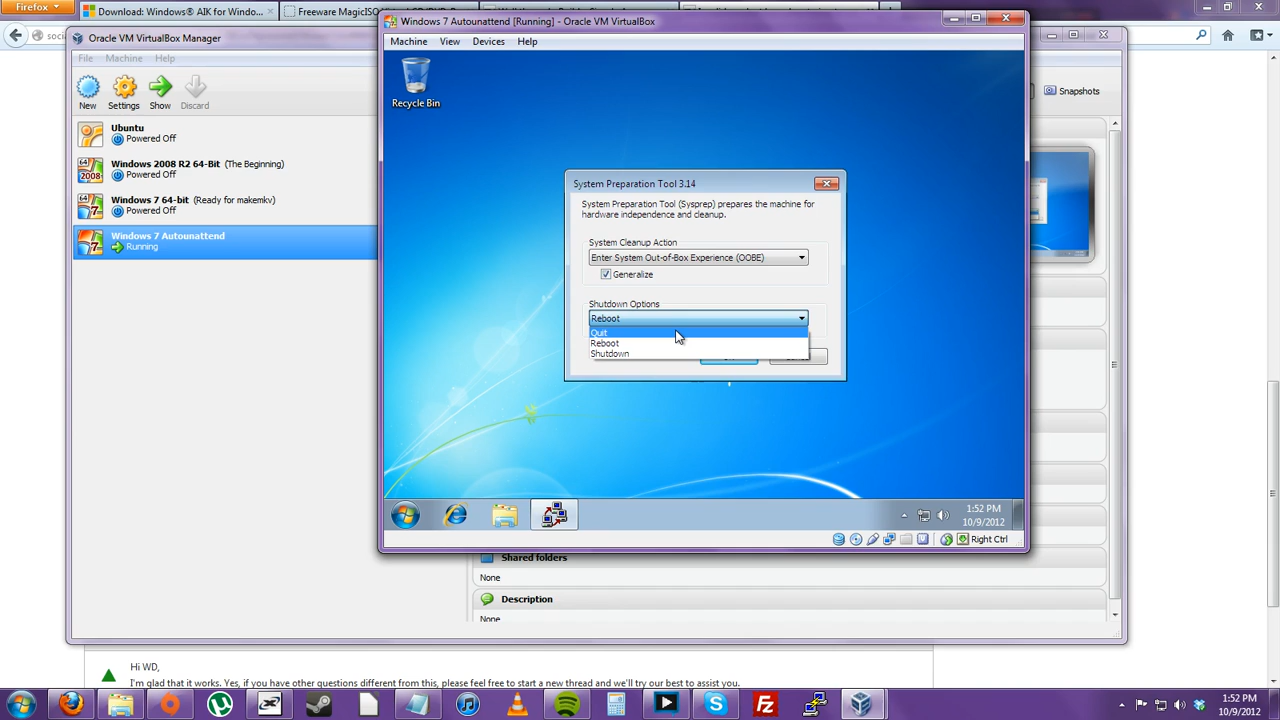 Firefox
Download: Windows® AIK for Windo...
Freeware MagicISO
Windows 7 Autounattend [Running] - Oracle VM VirtualBox
Oracle VM VirtualBox Manager
Machine View Devices Help
File Machine Help
New Settings Show Discard
Snapshots
Recycle Bin
Ubuntu
Powered Off
Windows 2008 R2 64-Bit (The Beginning)
Powered Off
Windows 7 64-bit (Ready for makemkv)
Powered Off
Windows 7 Autounattend
Running
64
2008
64
System Preparation Tool 3.14
System Preparation Tool (Sysprep) prepares the machine for
hardware independence and cleanup.
System Cleanup Action
Enter System Out-of-Box Experience (OOBE)
Generalize
Shutdown Options
Reboot
Quit
Reboot
Shutdown
1:52 PM
10/9/2012
Right Ctrl
Shared folders
None
Description
None
Hi WD,
I'm glad that it works. Yes, if you have other questions different from this, please feel free to start a new thread and we'll try our best to assist you.
1:52 PM
10/9/2012